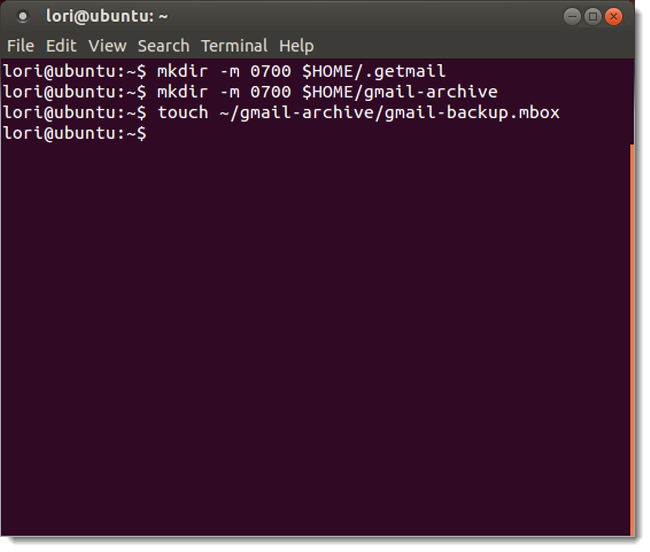 lori@ubuntu: ~
File Edit View Search Terminal Help
lori@ubuntu:~$ mkdir -m 0700 $HOME/.getmail
lori@ubuntu:~$ mkdir -m 0700 $HOME/gmail-archive
lori@ubuntu:~$ touch ~/gmail-archive/gmail-backup.mbox
lori@ubuntu:~$